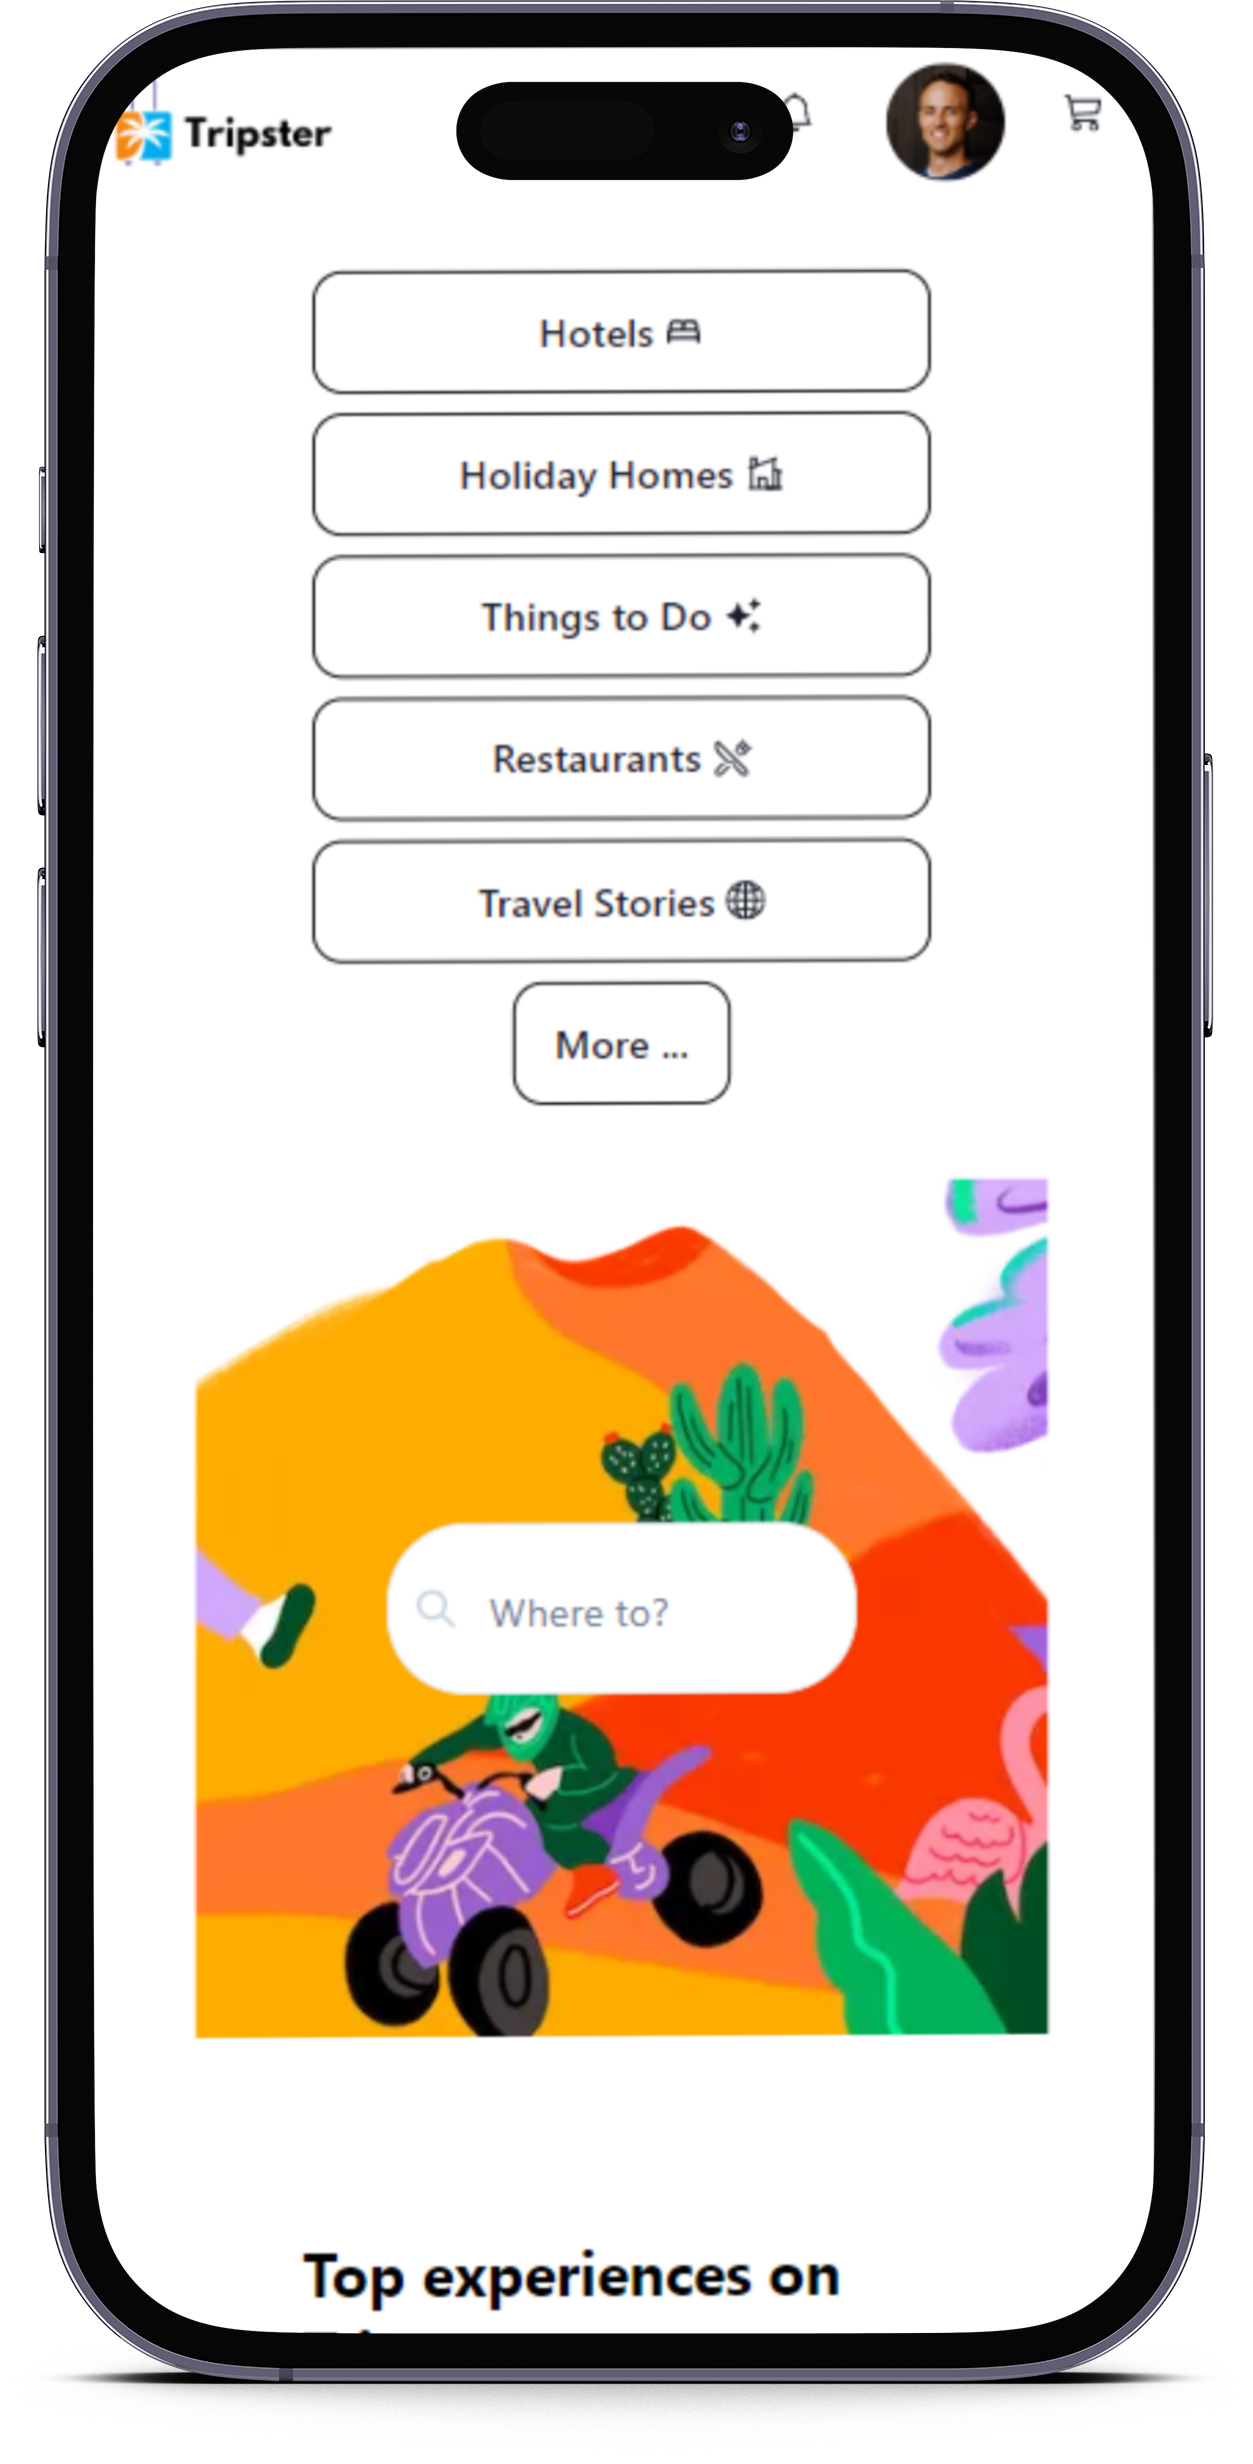 Tripster
Hotels
Holiday Homes
Things to Do
Restaurants
Travel Stories
More ...
Where to?
Top experiences on